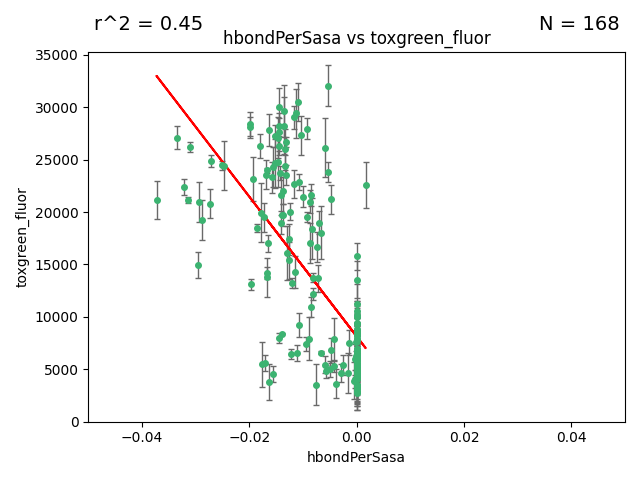 r^2 = 0.45
N = 168
hbondPerSasa vs toxgreen_fluor
35000
30000
25000
20000
15000
10000
5000
0
toxgreen_fluor
−0.04
−0.02
0.00
0.02
0.04
hbondPerSasa